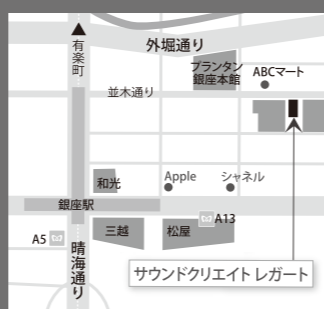 外堀通り
有楽町
プランタン
銀座本館
ABCマート
並木通り
和光
Apple
シャネル
銀座駅
A13
A5
三越
松屋
晴海通り
サウンドクリエイト レガート